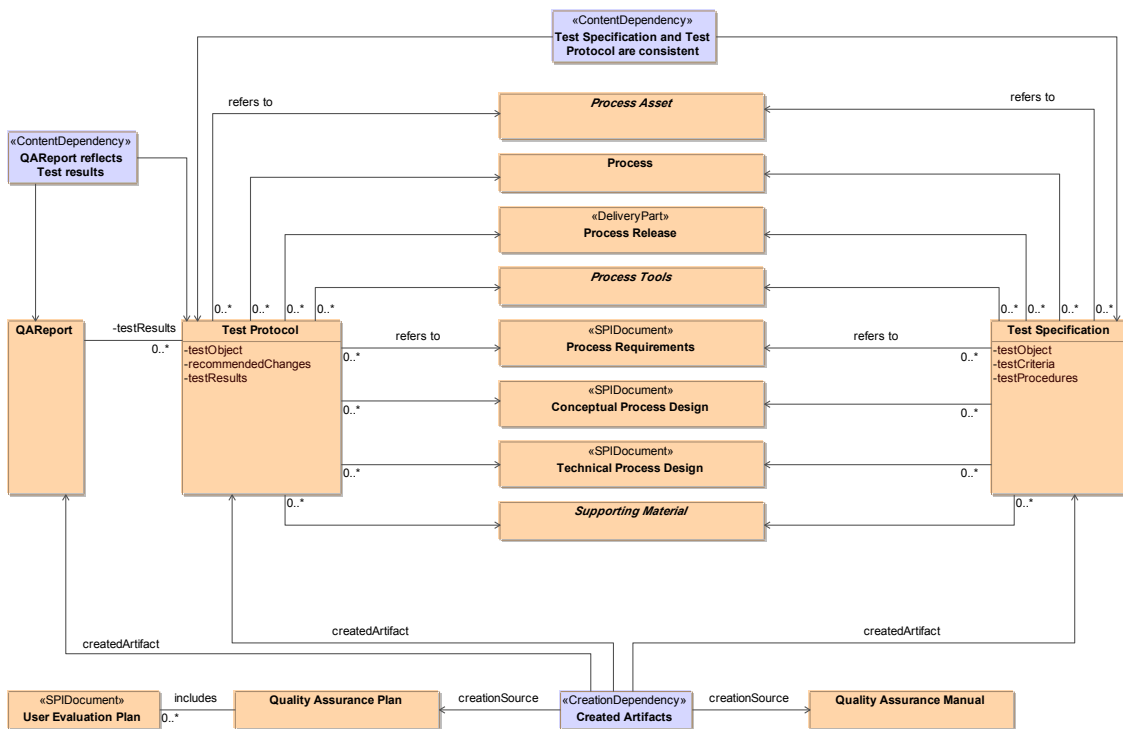 «ContentDependency»
Test Specification and Test
Protocol are consistent
refers to
Process Asset
refers to
«ContentDependency»
QAReport reflects
Test results
Process
«DeliveryPart»
Process Release
Process Tools
0..*
0..*
0..*
0..*
0..*
0..*
0..*
0..*
QAReport
-testResults
0..*
Test Protocol
-testObject
-recommendedChanges
-testResults
refers to
0..*
«SPIDocument»
Process Requirements
refers to
0..*
Test Specification
-testObject
-testCriteria
-testProcedures
0..*
«SPIDocument»
Conceptual Process Design
0..*
0..*
«SPIDocument»
Technical Process Design
0..*
0..*
Supporting Material
0..*
createdArtifact
createdArtifact
createdArtifact
«SPIDocument»
User Evaluation Plan
includes
0..*
Quality Assurance Plan
creationSource
«CreationDependency»
Created Artifacts
creationSource
Quality Assurance Manual